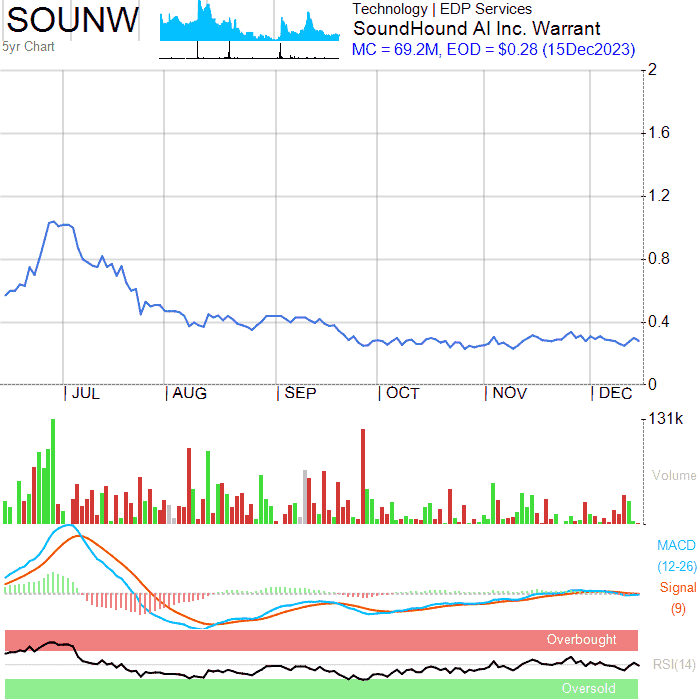 SOUNW
5yr Chart
Technology | EDP Services
SoundHound AI Inc. Warrant
MC = 69.2M, EOD = $0.28 (15Dec2023)
2
1.6
1.2
0.8
0.4
0
JUL
AUG
SEP
OCT
NOV
DEC
131k
Volume
MACD
(12-26)
Signal
(9)
Overbought
RSI(14)
Oversold